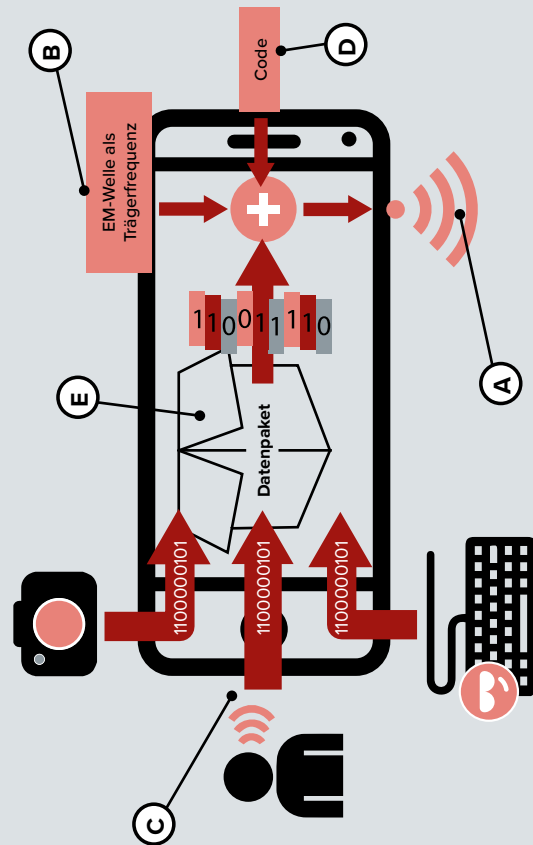 B
EM-Welle als
Trägerfrequenz
Code
D
E
Datenpaket
1
1
0
0
1
1
1
1
0
1100000101
1100000101
1100000101
A
C